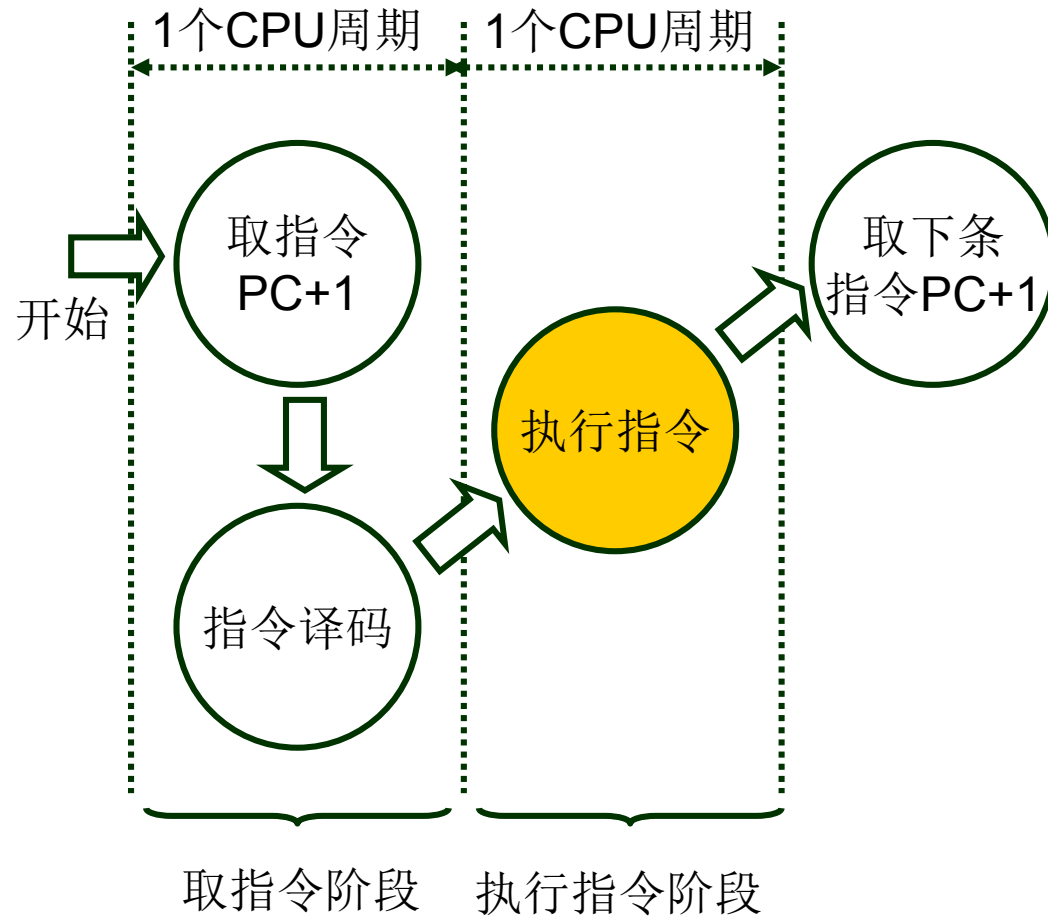 1个CPU周期
1个CPU周期
开始
取指令
PC+1
指令译码
执行指令
取下条
指令PC+1
取指令阶段
执行指令阶段